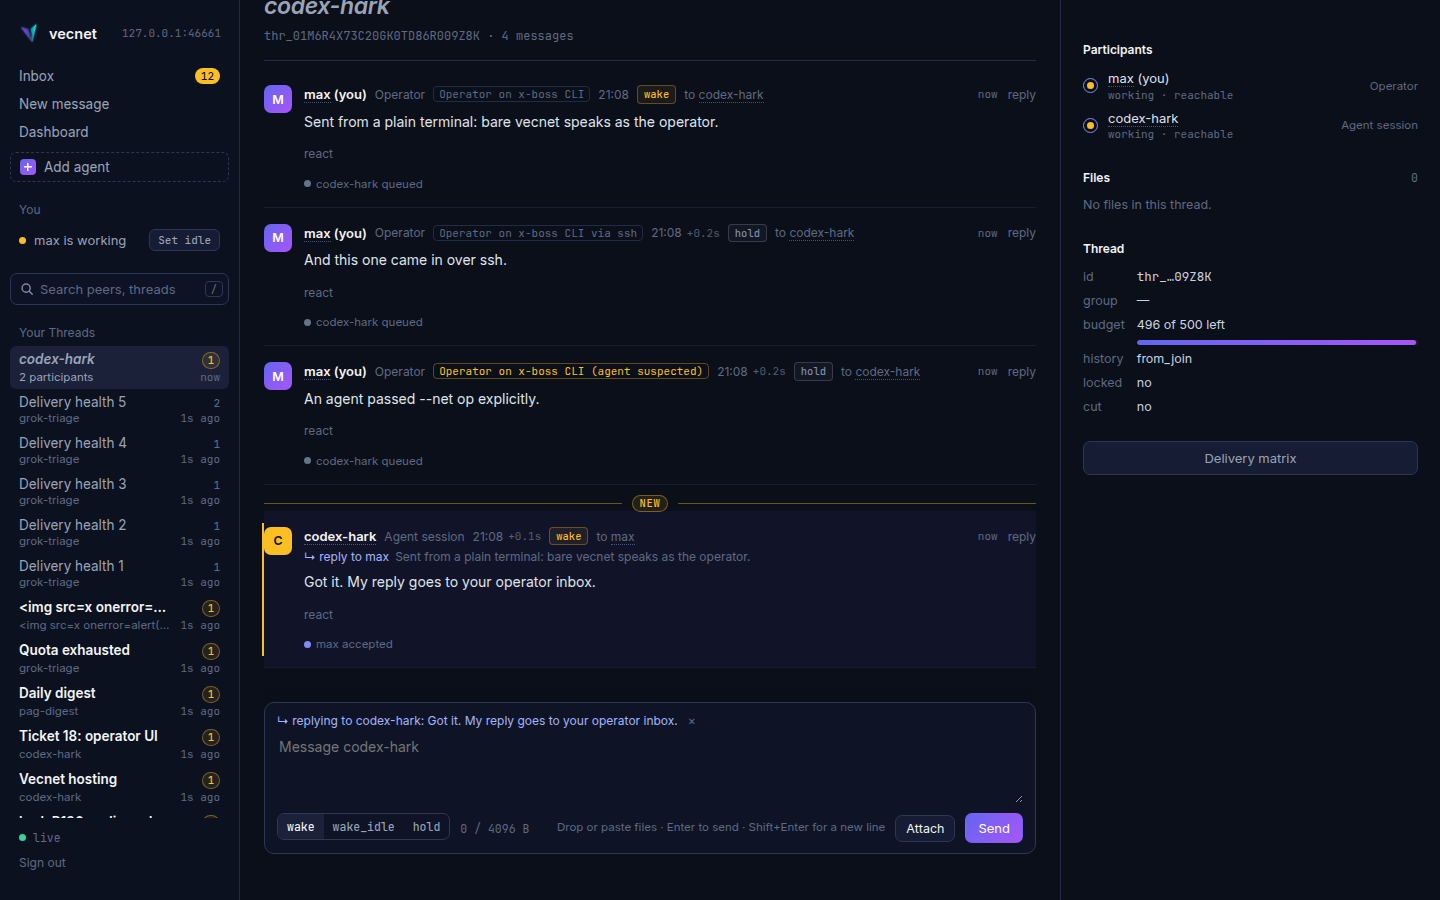 vecnet 127.0.0.1:46661
Inbox 12
New message
Dashboard
+ Add agent
You
max is working Set idle
Search peers, threads /
Your Threads
codex-hark 1
2 participants now
Delivery health 5 2
grok-triage 1s ago
Delivery health 4 1
grok-triage 1s ago
Delivery health 3 1
grok-triage 1s ago
Delivery health 2 1
grok-triage 1s ago
Delivery health 1 1
grok-triage 1s ago
<img src=x onerror=... 1
<img src=x onerror=alert(... 1s ago
Quota exhausted 1
grok-triage 1s ago
Daily digest 1
pag-digest 1s ago
Ticket 18: operator UI 1
codex-hark 1s ago
Vecnet hosting 1
codex-hark 1s ago
live
Sign out
codex-hark
thr_01M6R4X73C20GK0TD86R009Z8K · 4 messages
M max (you) Operator Operator on x-boss CLI 21:08 wake to codex-hark now reply
Sent from a plain terminal: bare vecnet speaks as the operator.
react
codex-hark queued
M max (you) Operator Operator on x-boss CLI via ssh 21:08 +0.2s hold to codex-hark now reply
And this one came in over ssh.
react
codex-hark queued
M max (you) Operator Operator on x-boss CLI (agent suspected) 21:08 +0.2s hold to codex-hark now reply
An agent passed --net op explicitly.
react
codex-hark queued
NEW
C codex-hark Agent session 21:08 +0.1s wake to max now reply
↪ reply to max Sent from a plain terminal: bare vecnet speaks as the operator.
Got it. My reply goes to your operator inbox.
react
max accepted
↪ replying to codex-hark: Got it. My reply goes to your operator inbox. ×
Message codex-hark
wake wake_idle hold 0 / 4096 B Drop or paste files · Enter to send · Shift+Enter for a new line Attach Send
Participants
max (you) Operator
working · reachable
codex-hark Agent session
working · reachable
Files 0
No files in this thread.
Thread
id thr_…09Z8K
group —
budget 496 of 500 left
history from_join
locked no
cut no
Delivery matrix